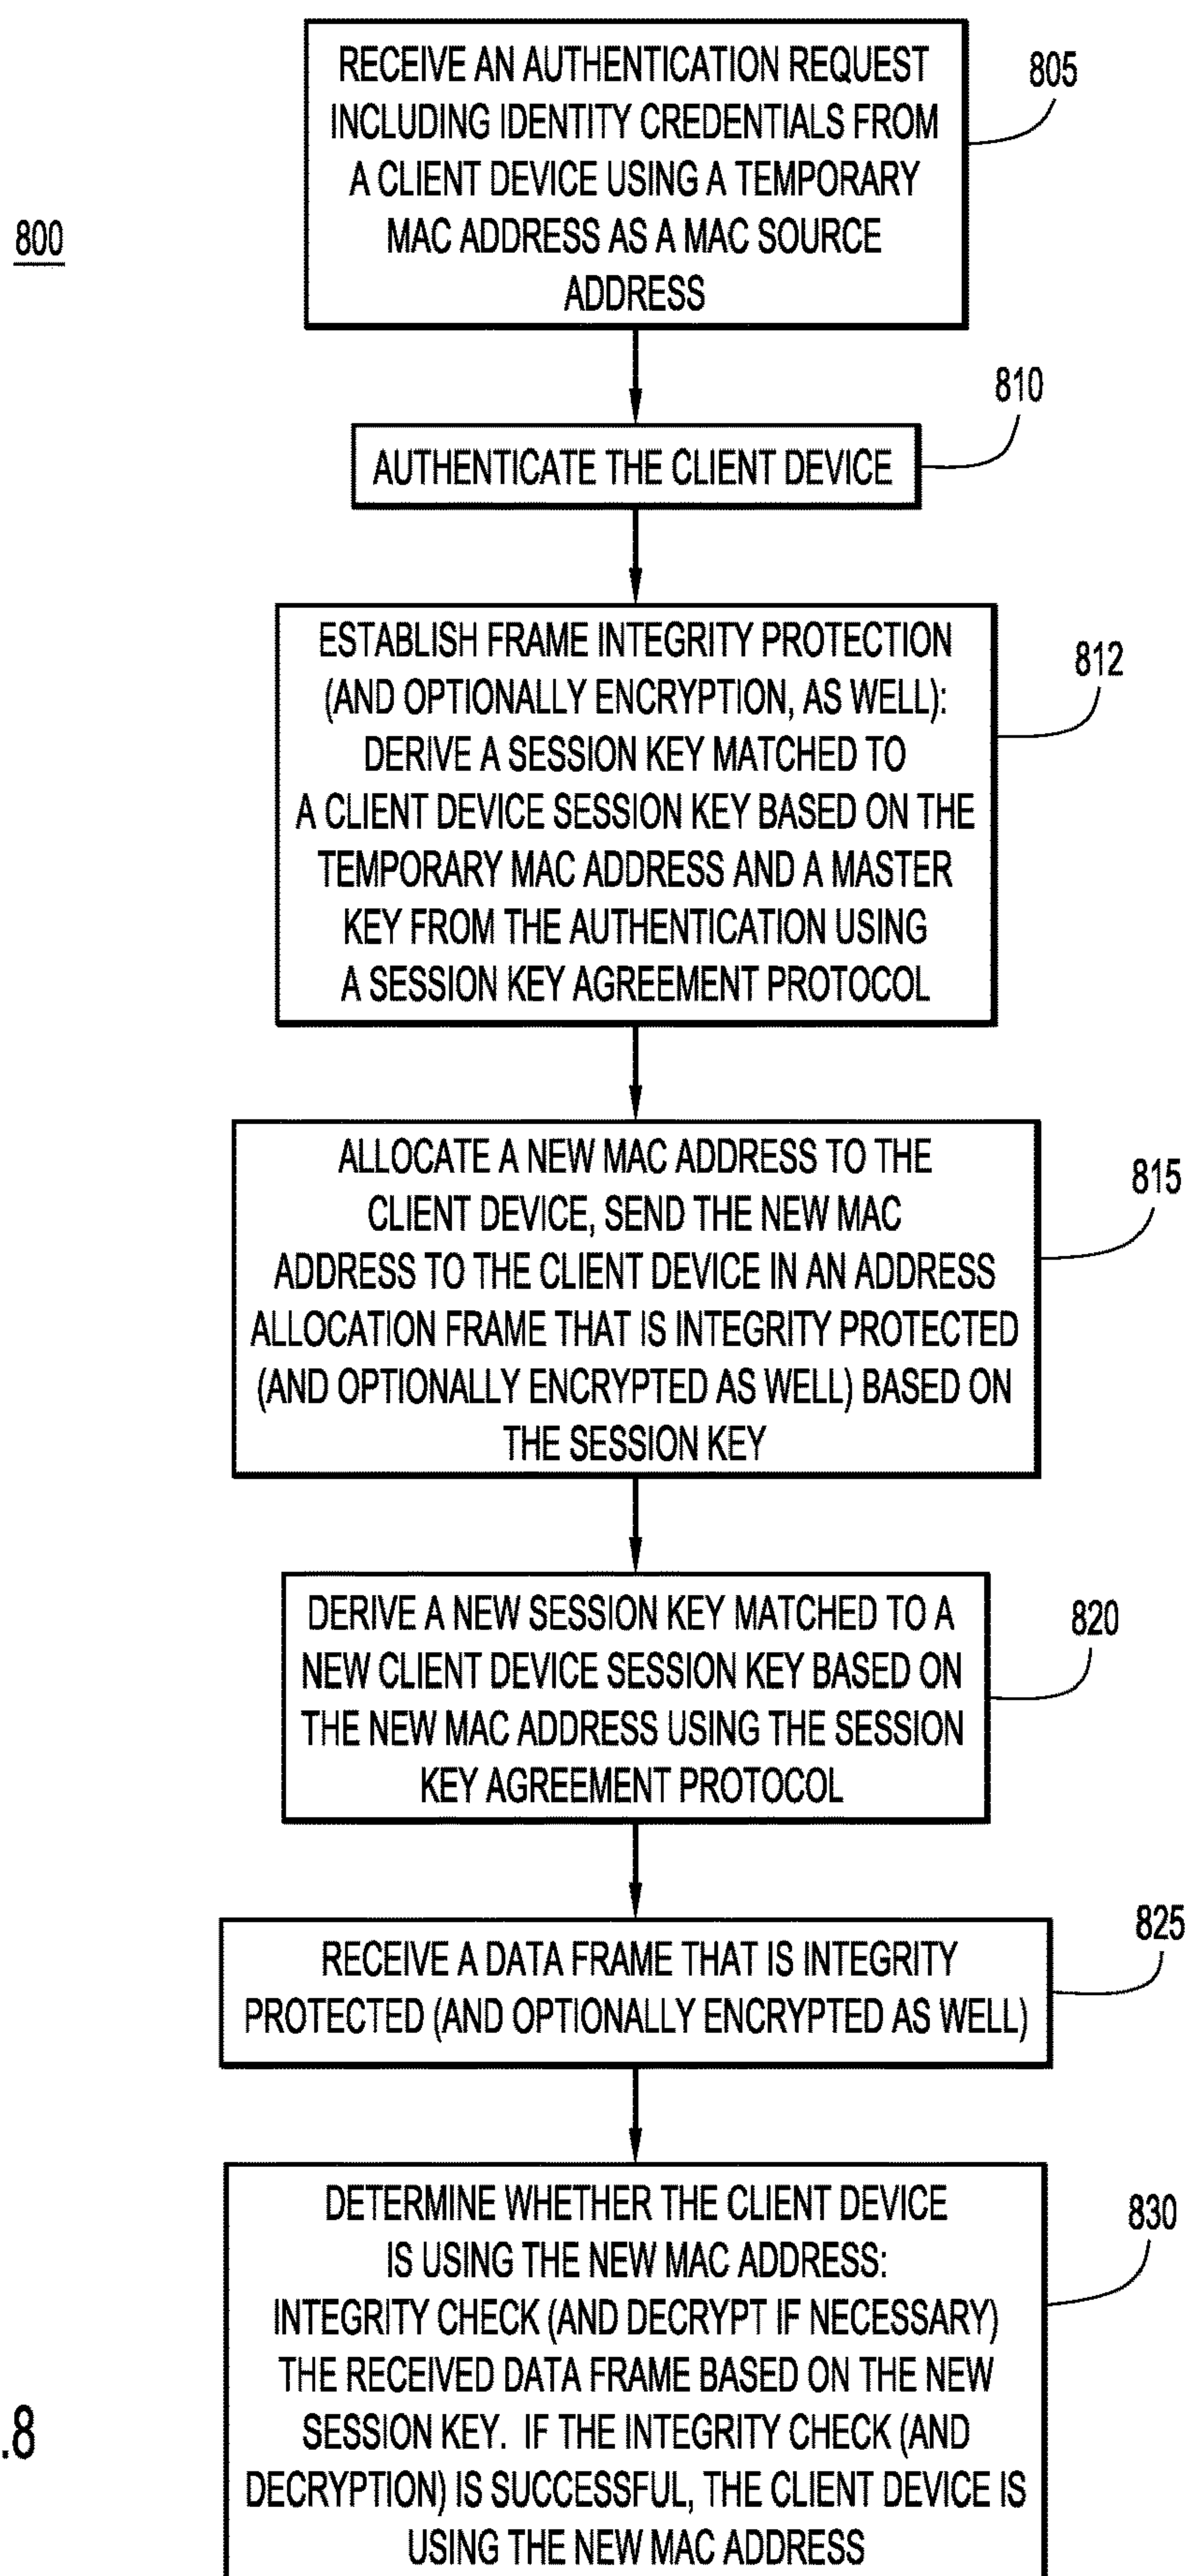 800
RECEIVE AN AUTHENTICATION REQUEST
INCLUDING IDENTITY CREDENTIALS FROM
A CLIENT DEVICE USING A TEMPORARY
MAC ADDRESS AS A MAC SOURCE
ADDRESS
805
AUTHENTICATE THE CLIENT DEVICE
810
ESTABLISH FRAME INTEGRITY PROTECTION
(AND OPTIONALLY ENCRYPTION, AS WELL):
DERIVE A SESSION KEY MATCHED TO
A CLIENT DEVICE SESSION KEY BASED ON THE
TEMPORARY MAC ADDRESS AND A MASTER
KEY FROM THE AUTHENTICATION USING
A SESSION KEY AGREEMENT PROTOCOL
812
ALLOCATE A NEW MAC ADDRESS TO THE
CLIENT DEVICE, SEND THE NEW MAC
ADDRESS TO THE CLIENT DEVICE IN AN ADDRESS
ALLOCATION FRAME THAT IS INTEGRITY PROTECTED
(AND OPTIONALLY ENCRYPTED AS WELL) BASED ON
THE SESSION KEY
815
DERIVE A NEW SESSION KEY MATCHED TO A
NEW CLIENT DEVICE SESSION KEY BASED ON
THE NEW MAC ADDRESS USING THE SESSION
KEY AGREEMENT PROTOCOL
820
RECEIVE A DATA FRAME THAT IS INTEGRITY
PROTECTED (AND OPTIONALLY ENCRYPTED AS WELL)
825
DETERMINE WHETHER THE CLIENT DEVICE
IS USING THE NEW MAC ADDRESS:
INTEGRITY CHECK (AND DECRYPT IF NECESSARY)
THE RECEIVED DATA FRAME BASED ON THE NEW
SESSION KEY. IF THE INTEGRITY CHECK (AND
DECRYPTION) IS SUCCESSFUL, THE CLIENT DEVICE IS
USING THE NEW MAC ADDRESS
830
.8